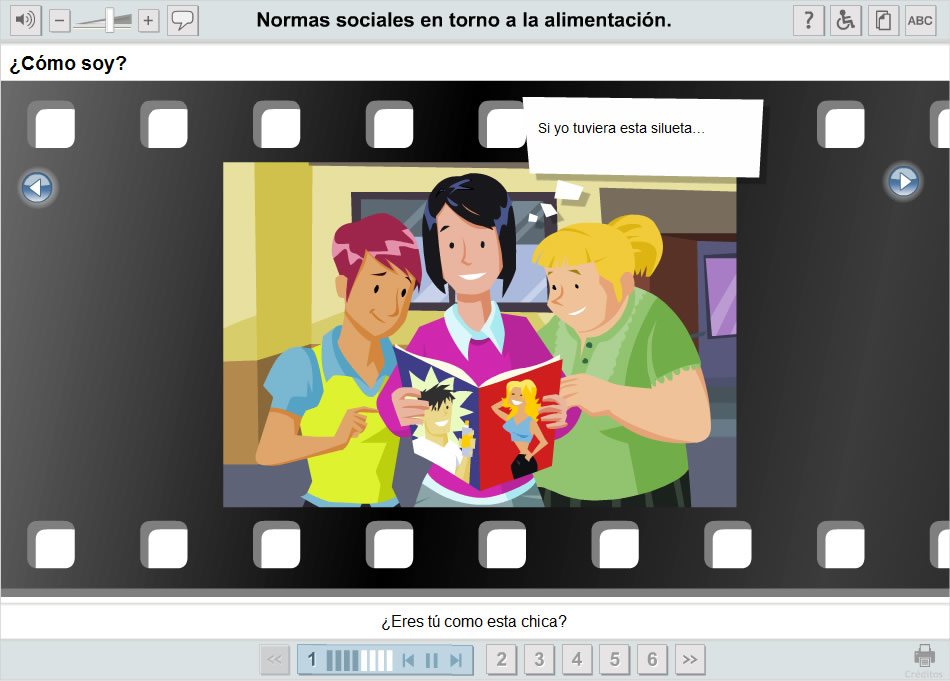 Normas sociales en torno a la alimentación.
? ABC
¿Cómo soy?
Si yo tuviera esta silueta…
¿Eres tú como esta chica?
<< 1 2 3 4 5 6 >>
Créditos